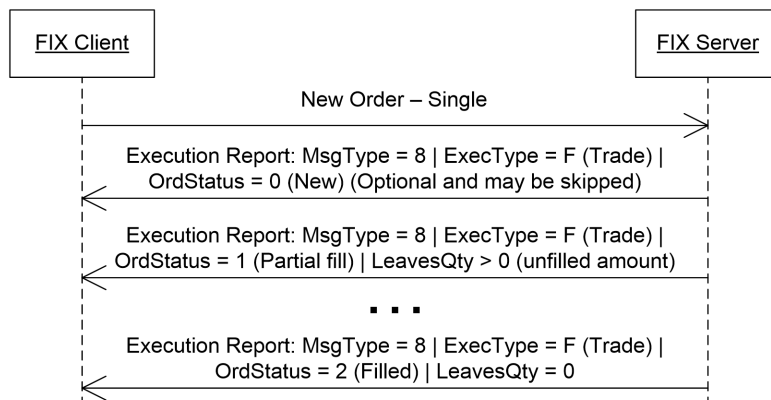 FIX Client
FIX Server
New Order – Single
Execution Report: MsgType = 8 | ExecType = F (Trade) |
OrdStatus = 0 (New) (Optional and may be skipped)
Execution Report: MsgType = 8 | ExecType = F (Trade) |
OrdStatus = 1 (Partial fill) | LeavesQty > 0 (unfilled amount)
...
Execution Report: MsgType = 8 | ExecType = F (Trade) |
OrdStatus = 2 (Filled) | LeavesQty = 0